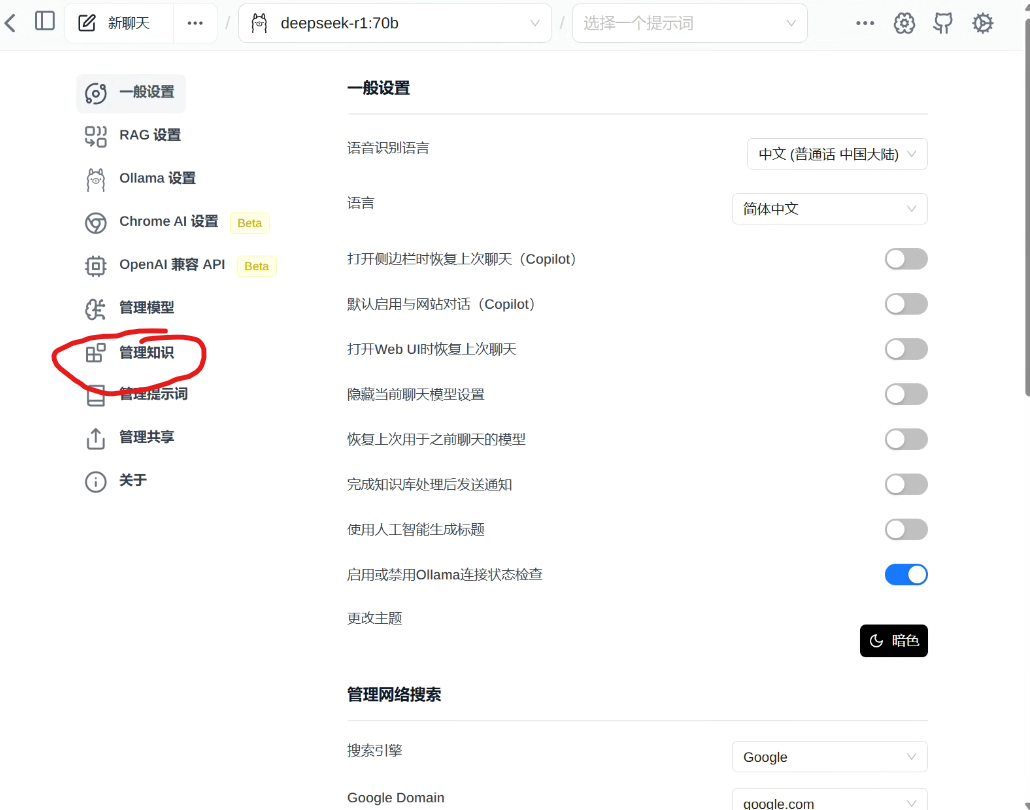 新聊天
deepseek-r1:70b
选择一个提示词
一般设置
RAG 设置
Ollama 设置
Chrome AI 设置 Beta
OpenAI 兼容 API Beta
管理模型
管理知识
管理提示词
管理共享
关于
一般设置
语音识别语言
中文 (普通话 中国大陆)
语言
简体中文
打开侧边栏时恢复上次聊天（Copilot）
默认启用与网站对话（Copilot）
打开Web UI时恢复上次聊天
隐藏当前聊天模型设置
恢复上次用于之前聊天的模型
完成知识库处理后发送通知
使用人工智能生成标题
启用或禁用Ollama连接状态检查
更改主题
暗色
管理网络搜索
搜索引擎
Google
Google Domain
google.com